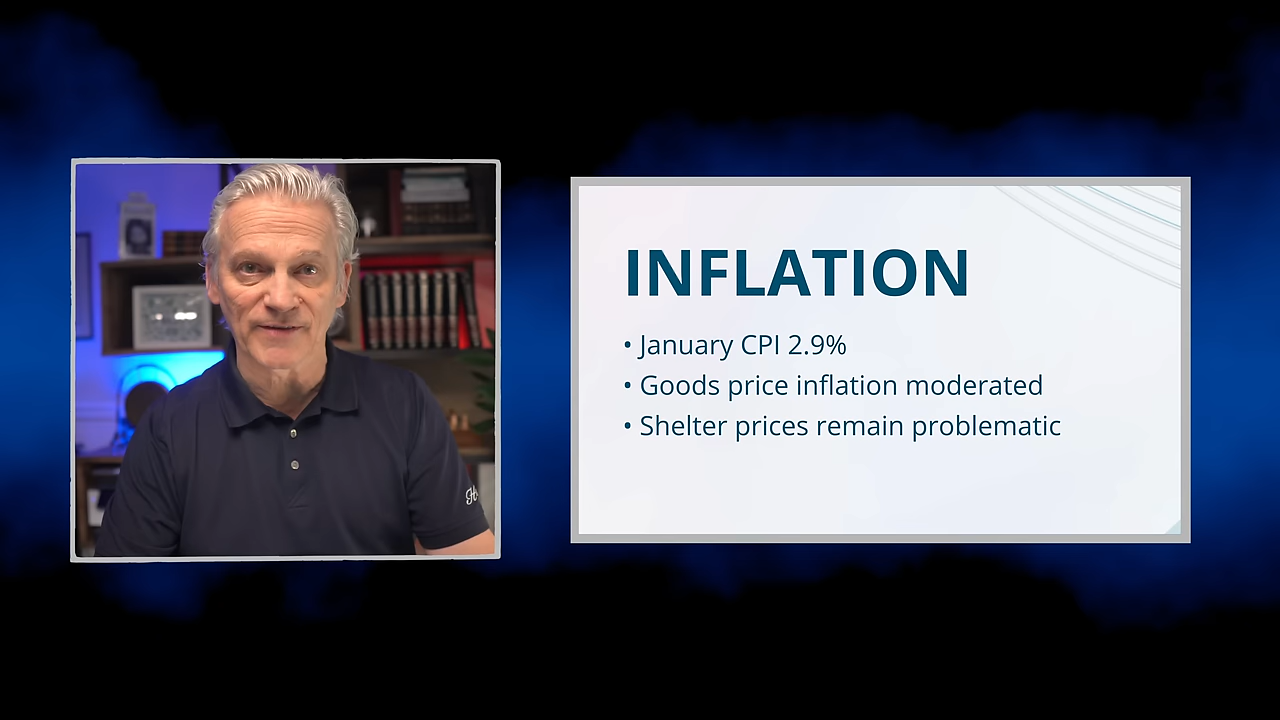 INFLATION
• January CPI 2.9%
• Goods price inflation moderated
• Shelter prices remain problematic